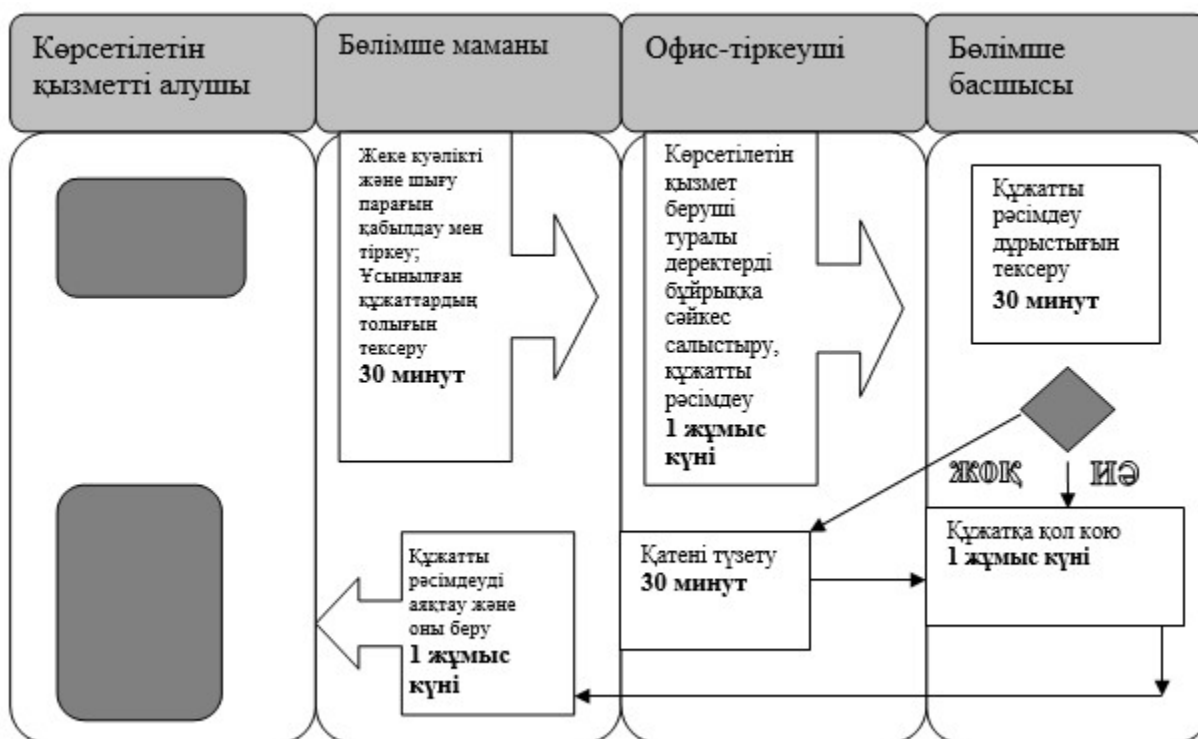 Көрсетілетін
қызметті алушы
Бөлімше маманы
Офис-тіркеуші
Бөлімше
басшысы
Жеке куәлікті
және шығу
парағын
қабылдау мен
тіркеу;
Ұсынылған
құжаттардың
толығын
тексеру
30 минут
Көрсетілетін
қызмет
беруші
туралы
деректерді
бұйрыққа
сәйкес
салыстыру,
құжатты
рәсімдеу
1 жұмыс
күні
Құжатты
рәсімдеу
дұрыстығын
тексеру
30 минут
ЖОҚ
ИӘ
Құжатқа қол кою
1 жұмыс күні
Қатені түзету
30 минут
Құжатты
рәсімдеуді
аяқтау және
оны беру
1 жұмыс
күні